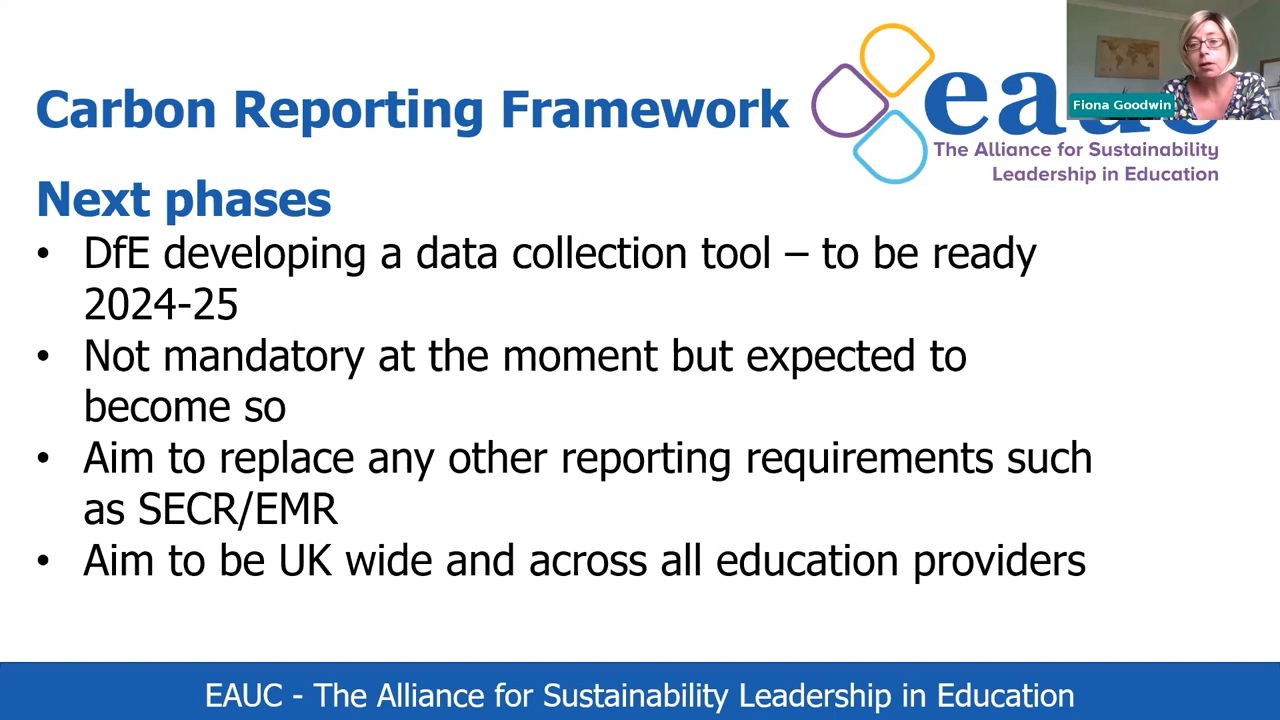 Carbon Reporting Framework
eauc
The Alliance for Sustainability
Leadership in Education
Fiona Goodwin
Next phases
• DfE developing a data collection tool – to be ready
2024-25
• Not mandatory at the moment but expected to
become so
• Aim to replace any other reporting requirements such
as SECR/EMR
• Aim to be UK wide and across all education providers
EAUC - The Alliance for Sustainability Leadership in Education